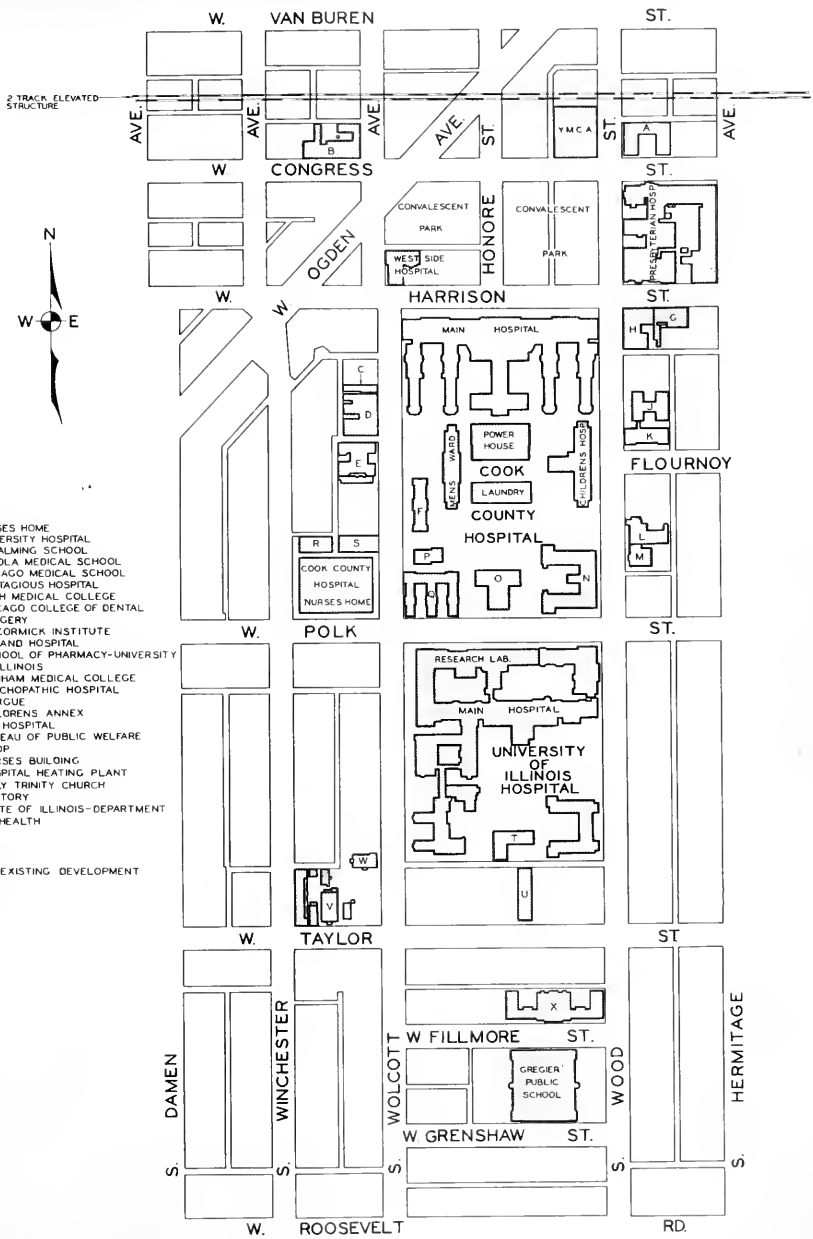 W. VAN BUREN ST.
2 TRACK ELEVATED
STRUCTURE
AVE. AVE. AVE. AVE. ST. ST. AVE.
YMCA
A
B
W. CONGRESS ST.
CONVALESCENT
PARK
CONVALESCENT
PARK
HONORE
PRESBYTERIAN HOSP
OGDEN
WEST SIDE
HOSPITAL
N
W E
W. W. HARRISON ST.
MAIN HOSPITAL
G
H
C
D
J
K
POWER
HOUSE
MENS WARD
CHILDRENS HOSP
COOK
FLOURNOY
E
LAUNDRY
F
COUNTY
HOSPITAL
L
M
R
S
P
O
N
Q
COOK COUNTY
HOSPITAL
NURSES HOME
SES HOME
ERSITY HOSPITAL
ALMING SCHOOL
OLA MEDICAL SCHOOL
AGO MEDICAL SCHOOL
TAGIOUS HOSPITAL
H MEDICAL COLLEGE
CAGO COLLEGE OF DENTAL
GERY
CORMICK INSTITUTE
AND HOSPITAL
OOL OF PHARMACY-UNIVERSITY
ILLINOIS
HAM MEDICAL COLLEGE
CHOPATHIC HOSPITAL
RGUE
LDRENS ANNEX
HOSPITAL
EAU OF PUBLIC WELFARE
OP
RSES BUILDING
PITAL HEATING PLANT
Y TRINITY CHURCH
TORY
TE OF ILLINOIS-DEPARTMENT
HEALTH
EXISTING DEVELOPMENT
W. POLK ST.
RESEARCH LAB.
MAIN HOSPITAL
UNIVERSITY
OF
ILLINOIS
HOSPITAL
T
W
U
V
W. TAYLOR ST
X
W FILLMORE ST.
GREGIER
PUBLIC
SCHOOL
W GRENSHAW ST.
S. DAMEN
S. WINCHESTER
S. WOLCOTT
S. WOOD
S. HERMITAGE
W. ROOSEVELT RD.